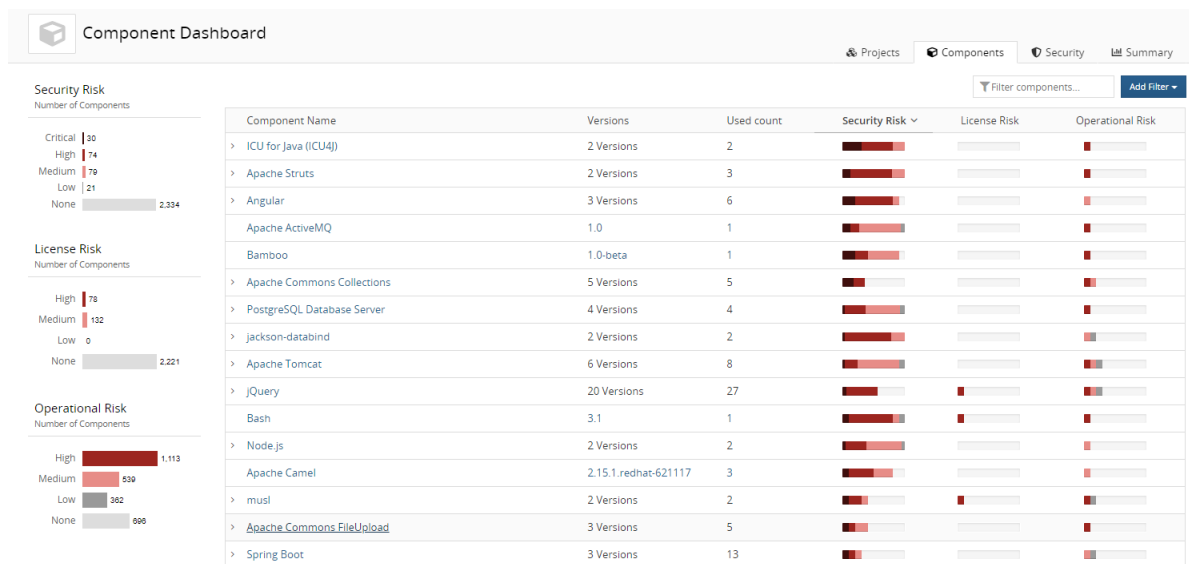 Component Dashboard
Projects Components Security Summary
Filter components... Add Filter
Security Risk
Number of Components
Critical 30
High 74
Medium 79
Low 21
None 2,334
License Risk
Number of Components
High 78
Medium 132
Low 0
None 2,221
Operational Risk
Number of Components
High 1,113
Medium 539
Low 362
None 696
Component Name Versions Used count Security Risk License Risk Operational Risk
ICU for Java (ICU4J) 2 Versions 2
Apache Struts 2 Versions 3
Angular 3 Versions 6
Apache ActiveMQ 1.0 1
Bamboo 1.0-beta 1
Apache Commons Collections 5 Versions 5
PostgreSQL Database Server 2 Versions 4
jackson-databind 2 Versions 2
Apache Tomcat 6 Versions 8
jQuery 20 Versions 27
Bash 3.1 1
Node.js 2 Versions 2
Apache Camel 2.15.1.redhat-621117 3
musl 2 Versions 2
Apache Commons FileUpload 3 Versions 5
Spring Boot 3 Versions 13